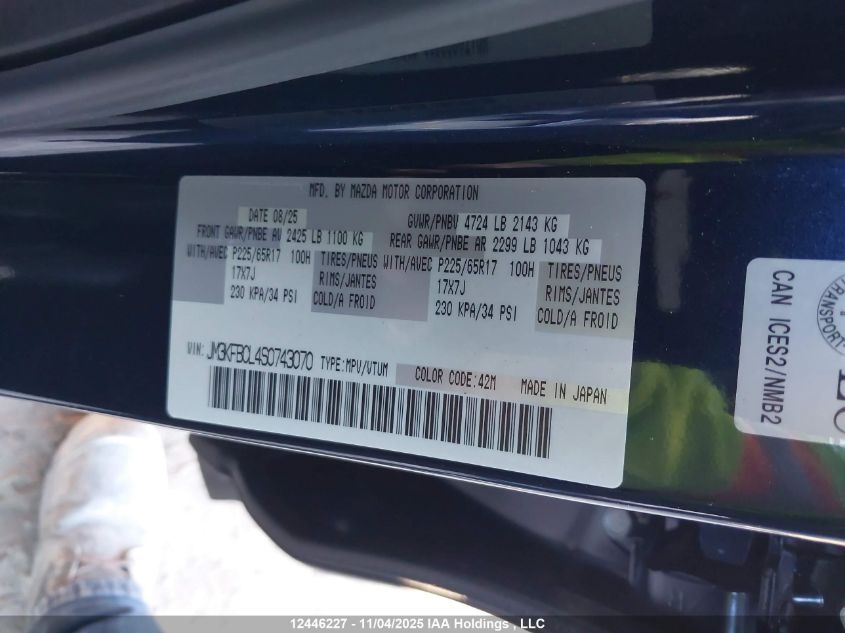 MFD. BY MAZDA MOTOR CORPORATION
DATE 08/25 GVWR/PNBV 4724 LB 2143 KG
FRONT GAWR/PNBE AV 2425 LB 1100 KG REAR GAWR/PNBE AR 2299 LB 1043 KG
WITH/AVEC P225/65R17 100H TIRES/PNEUS WITH/AVEC P225/65R17 100H TIRES/PNEUS
17X7J RIMS/JANTES 17X7J RIMS/JANTES
230 KPA/34 PSI COLD/A FROID 230 KPA/34 PSI COLD/A FROID
VIN: JM3KFBCL4S0743070 TYPE:MPV/VTUM COLOR CODE:42M MADE IN JAPAN
CAN ICES2/NMB2
TRANSPORT
12446227 - 11/04/2025 IAA Holdings , LLC